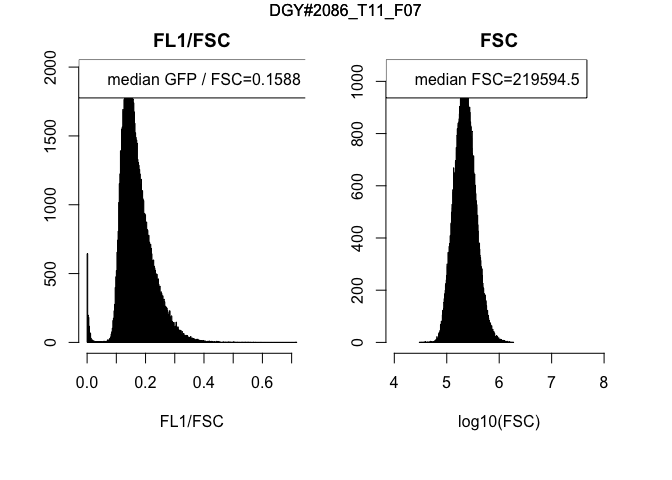 DGY#2086_T11_F07
FL1/FSC
median GFP / FSC=0.1588
2000
1500
1000
500
0
0.0 0.2 0.4 0.6
FL1/FSC
FSC
median FSC=219594.5
1000
800
600
400
200
0
4 5 6 7 8
log10(FSC)